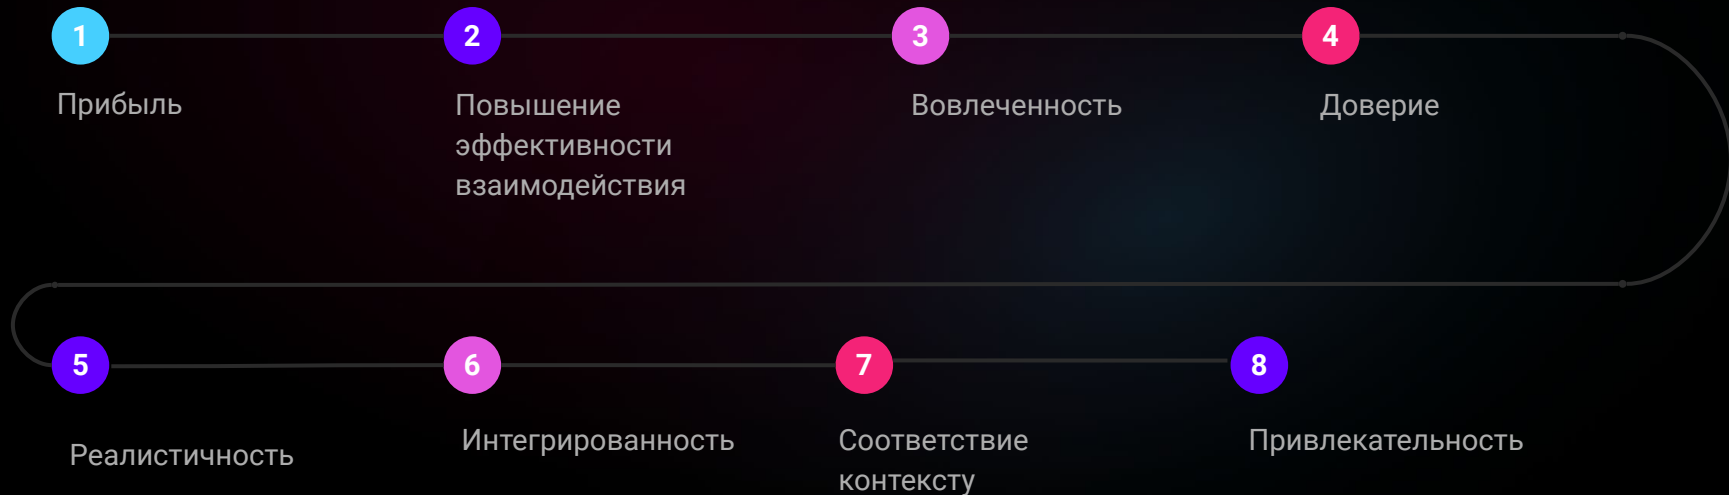 1
2
3
4
Прибыль
Повышение
эффективности
взаимодействия
Вовлеченность
Доверие
5
6
7
8
Реалистичность
Интегрированность
Соответствие
контексту
Привлекательность